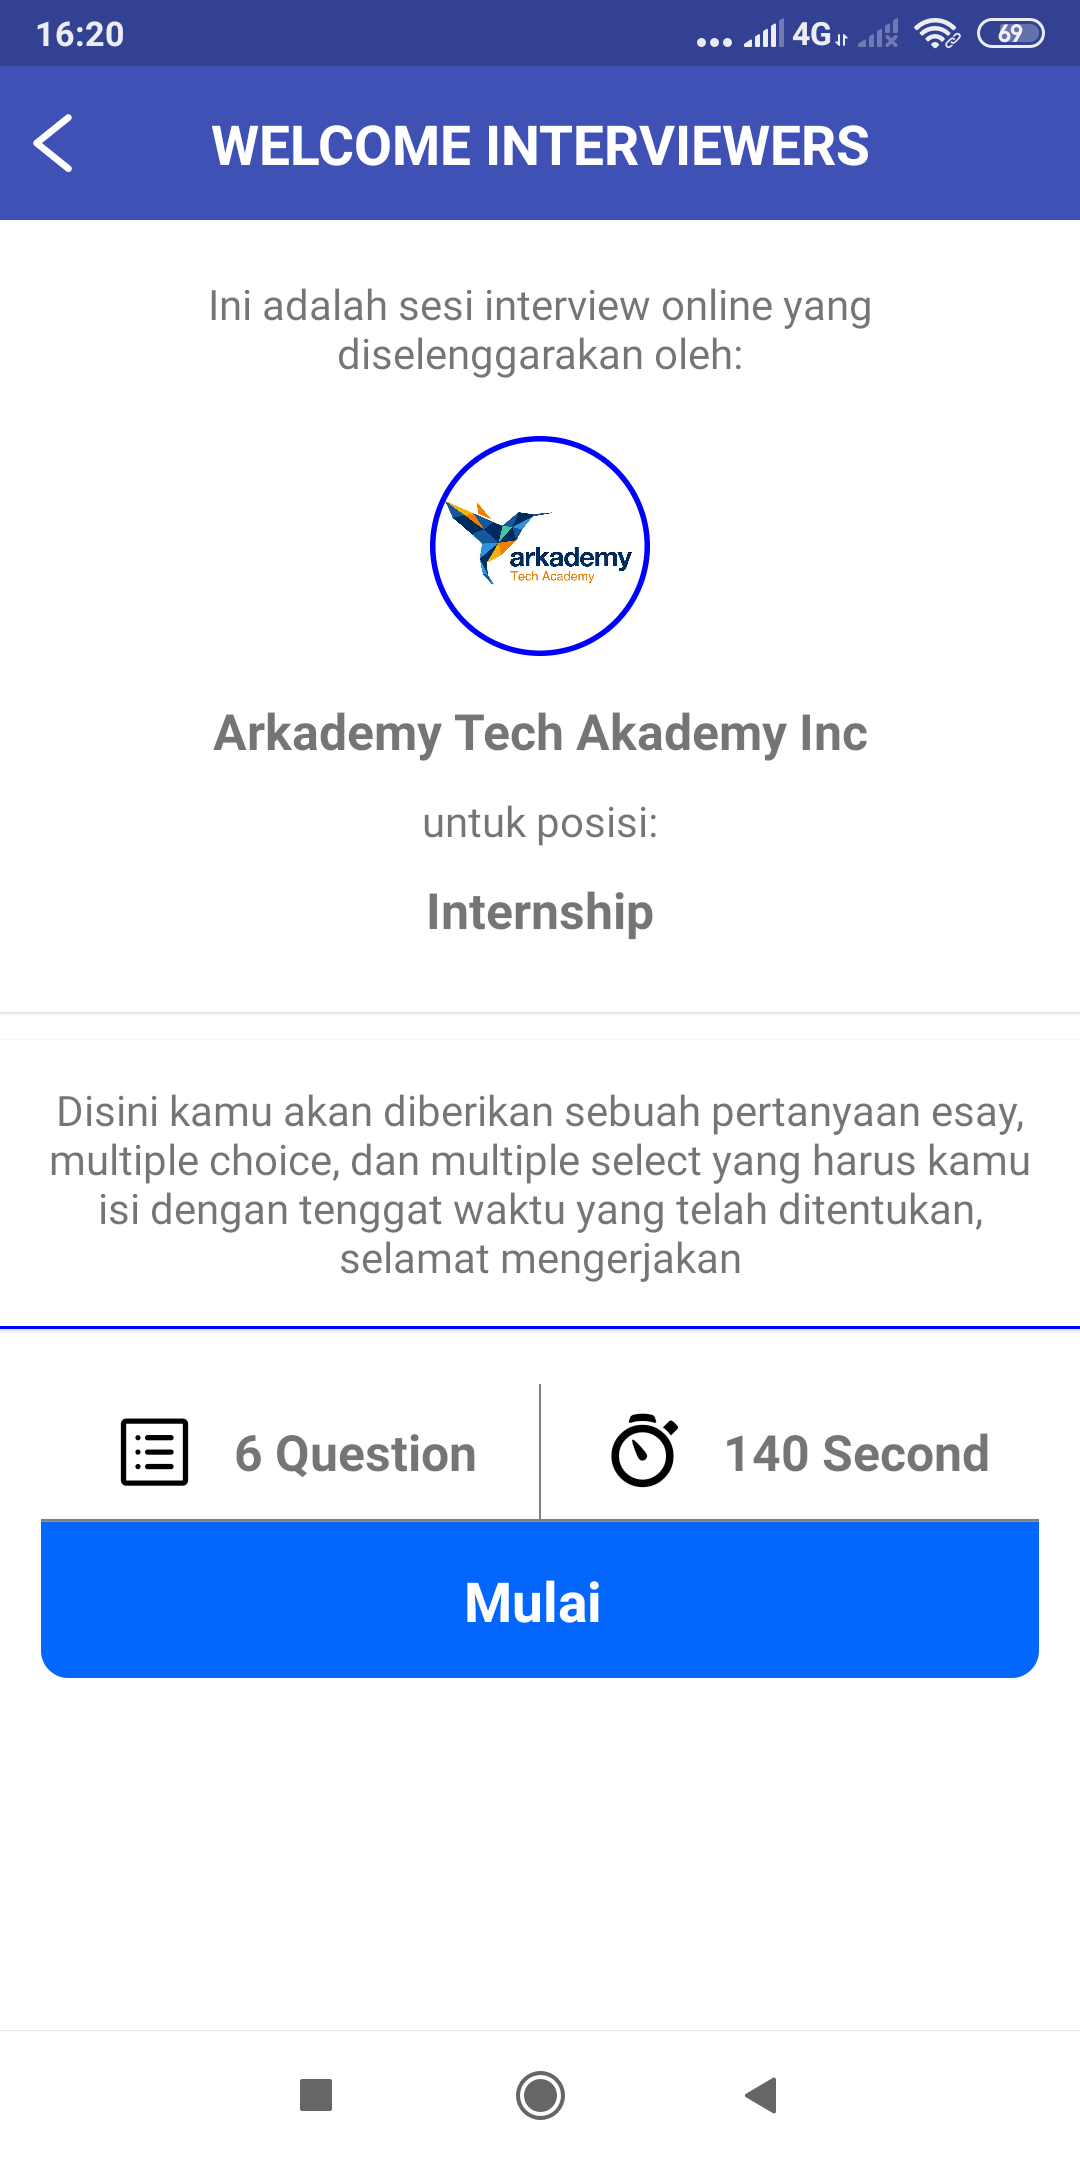 16:20
4G
69
WELCOME INTERVIEWERS
Ini adalah sesi interview online yang
diselenggarakan oleh:
arkademy
Tech Academy
Arkademy Tech Akademy Inc
untuk posisi:
Internship
Disini kamu akan diberikan sebuah pertanyaan esay,
multiple choice, dan multiple select yang harus kamu
isi dengan tenggat waktu yang telah ditentukan,
selamat mengerjakan
6 Question
140 Second
Mulai